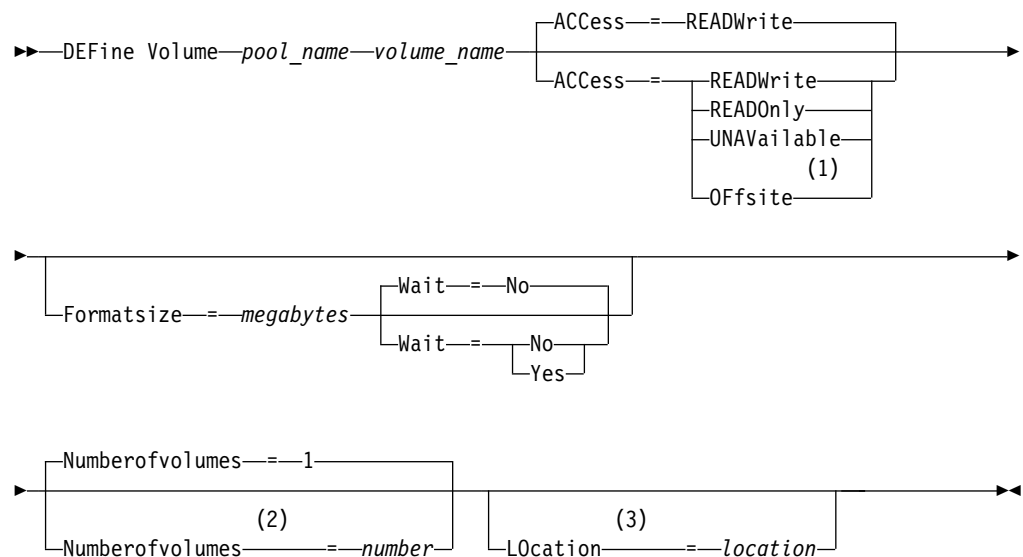 ACCess = READWrite
DEFine Volume pool_name volume_name
ACCess = READWrite
READOnly
UNAVailable
(1)
OFfsite
Wait = No
Formatsize = megabytes
Wait = No
Yes
Numberofvolumes = 1
(2) (3)
Numberofvolumes = number LOcation = location